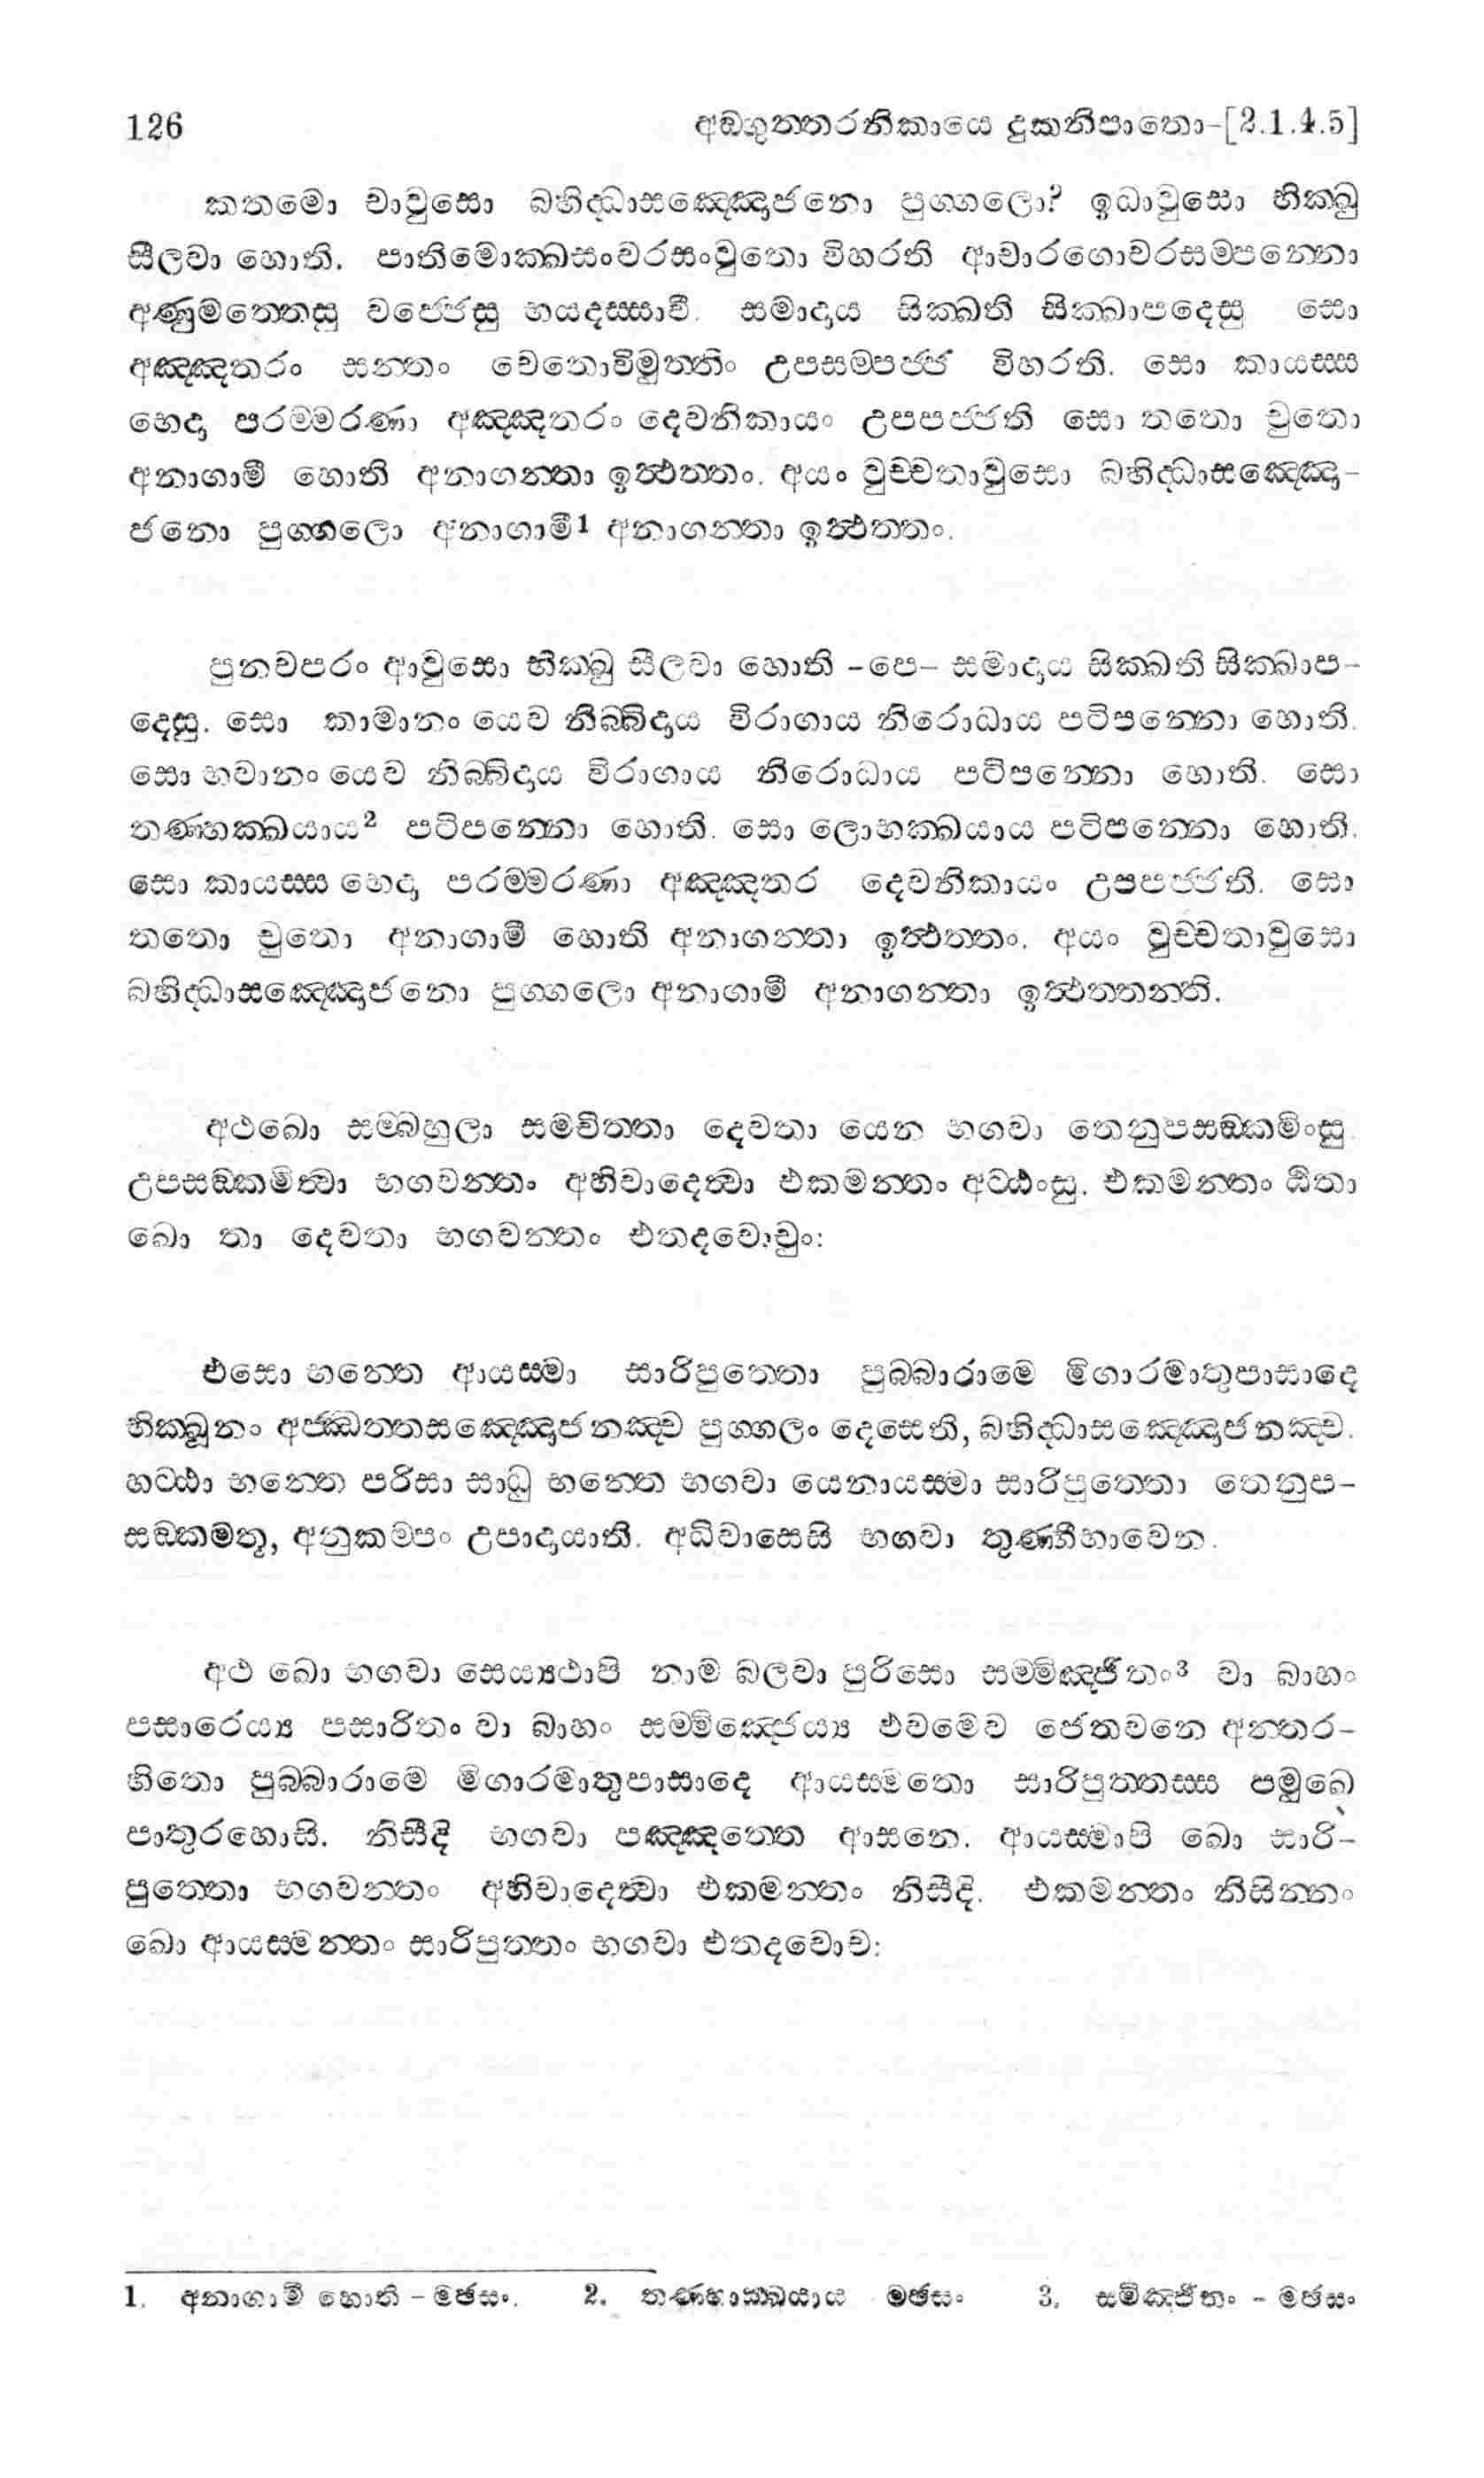 126 අඞ්ගුත්තරනිකායෙ දුකනිපාතො-[2.1.4.5]
කතමො චාවුසො බහිද්ධාසඤ්ඤොජනො පුග්ගලො? ඉධාවුසො භික්ඛු
සීලවා හොති. පාතිමොක්ඛසංවරසංවුතො විහරති ආචාරගොචරසම්පන්නො
අණුමත්තෙසු වජ්ජෙසු භයදස්සාවී. සමාදාය සික්ඛති සික්ඛාපදෙසු සො
අඤ්ඤතරං සන්තං චෙතොවිමුත්තිං උපසම්පජ්ජ විහරති. සො කායස්ස
භෙදා පරම්මරණා අඤ්ඤතරං දෙවනිකායං උපපජ්ජති සො තතො චුතො
අනාගාමී හොති අනාගන්තා ඉත්ථත්තං. අයං වුච්චතාවුසො බහිද්ධාසඤ්ඤො-
ජනො පුග්ගලො අනාගාමී1 අනාගන්තා ඉත්ථත්තං.
පුනචපරං ආවුසො භික්ඛු සීලවා හොති -පෙ- සමාදාය සික්ඛති සික්ඛාප-
දෙසු. සො කාමානං යෙව නිබ්බිදාය විරාගාය නිරොධාය පටිපන්නො හොති.
සො භවානං යෙව නිබ්බිදාය විරාගාය නිරොධාය පටිපන්නො හොති. සො
තණ්හක්ඛයාය2 පටිපන්නො හොති. සො ලොභක්ඛයාය පටිපන්නො හොති.
සො කායස්ස භෙදා පරම්මරණා අඤ්ඤතර දෙවනිකායං උපපජ්ජති. සො
තතො චුතො අනාගාමී හොති අනාගන්තා ඉත්ථත්තං. අයං වුච්චතාවුසො
බහිද්ධාසඤ්ඤොජනො පුග්ගලො අනාගාමී අනාගන්තා ඉත්ථත්තන්ති.
අථඛො සම්බහුලා සමචිත්තා දෙවතා යෙන භගවා තෙනුපසඞ්කමිංසු
උපසඞ්කමිත්වා භගවන්තං අභිවාදෙත්වා එකමන්තං අට්ඨංසු. එකමන්තං ඨිතා
ඛො තා දෙවතා භගවන්තං එතදවොචුං:
එසො භන්තෙ ආයස්මා සාරිපුත්තො පුබ්බාරාමෙ මිගාරමාතුපාසාදෙ
භික්ඛූනං අජ්ඣත්තසඤ්ඤොජනඤ්ච පුග්ගලං දෙසෙති, බහිද්ධාසඤ්ඤොජනඤ්ච.
හට්ඨා භන්තෙ පරිසා සාධු භන්තෙ භගවා යෙනායස්මා සාරිපුත්තො තෙනුප-
සඞ්කමතු, අනුකම්පං උපාදායාති. අධිවාසෙසි භගවා තුණ්හීභාවෙන.
අථ ඛො භගවා සෙය්‍යථාපි නාම බලවා පුරිසො සම්මිඤ්ජිතං3 වා බාහං
පසාරෙය්‍ය පසාරිතං වා බාහං සම්මිඤ්ජෙය්‍ය එවමෙව ජෙතවනෙ අන්තර-
හිතො පුබ්බාරාමෙ මිගාරමාතුපාසාදෙ ආයස්මතො සාරිපුත්තස්ස පමුඛෙ
පාතුරහොසි. නිසීදි භගවා පඤ්ඤත්තෙ ආසනෙ. ආයස්මාපි ඛො සාරි-
පුත්තො භගවන්තං අභිවාදෙත්වා එකමන්තං නිසීදි. එකමන්තං නිසින්නං
ඛො ආයස්මන්තං සාරිපුත්තං භගවා එතදවොච:
1. අනාගාමී හොති - මඡසං. 2. තණ්හාක්ඛයාය මඡසං 3. සමිඤ්ජිතං - මඡසං